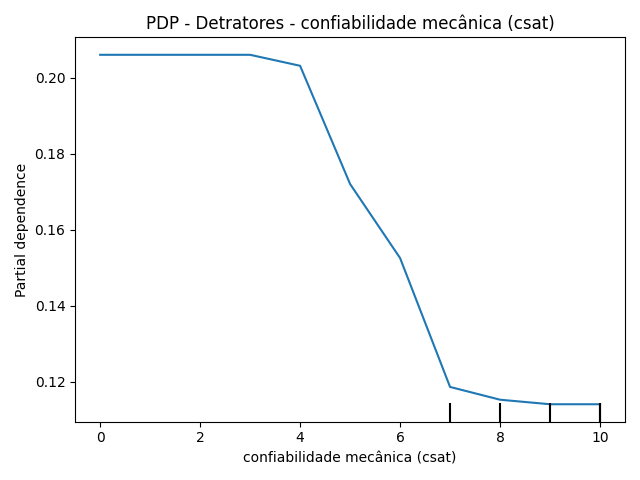 PDP - Detratores - confiabilidade mecânica (csat)
0.20
0.18
0.16
0.14
0.12
Partial dependence
0 2 4 6 8 10
confiabilidade mecânica (csat)